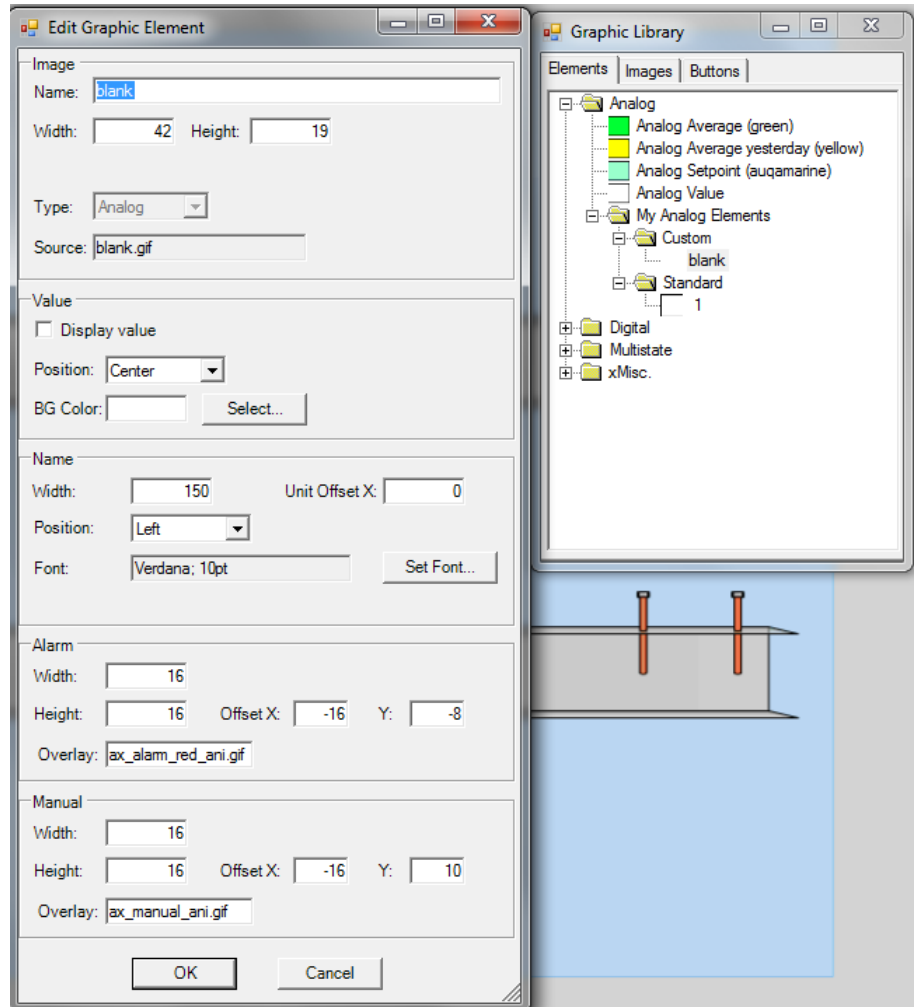 Edit Graphic Element
Image
Name: blank
Width: 42 Height: 19
Type: Analog
Source: blank.gif
Value
Display value
Position: Center
BG Color: Select...
Name
Width: 150 Unit Offset X: 0
Position: Left
Font: Verdana; 10pt Set Font...
Alarm
Width: 16
Height: 16 Offset X: -16 Y: -8
Overlay: ax_alarm_red_ani.gif
Manual
Width: 16
Height: 16 Offset X: -16 Y: 10
Overlay: ax_manual_ani.gif
OK Cancel
Graphic Library
Elements Images Buttons
Analog
Analog Average (green)
Analog Average yesterday (yellow)
Analog Setpoint (auqamarine)
Analog Value
My Analog Elements
Custom
blank
Standard
1
Digital
Multistate
xMisc.